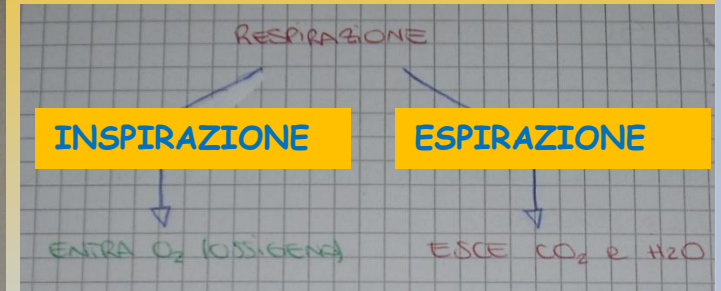 RESPIRAZIONE
INSPIRAZIONE ESPIRAZIONE
ENTRA O₂ (OSSIGENO) ESCE CO₂ e H2O